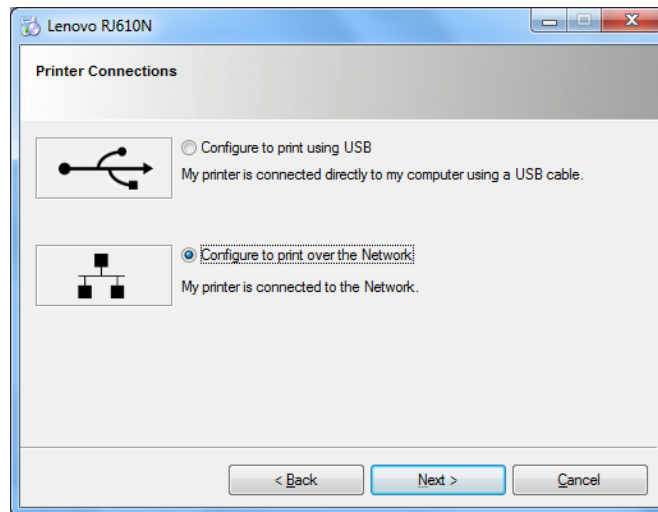 Lenovo RJ610N
Printer Connections
Configure to print using USB
My printer is connected directly to my computer using a USB cable.
Configure to print over the Network
My printer is connected to the Network.
< Back
Next >
Cancel